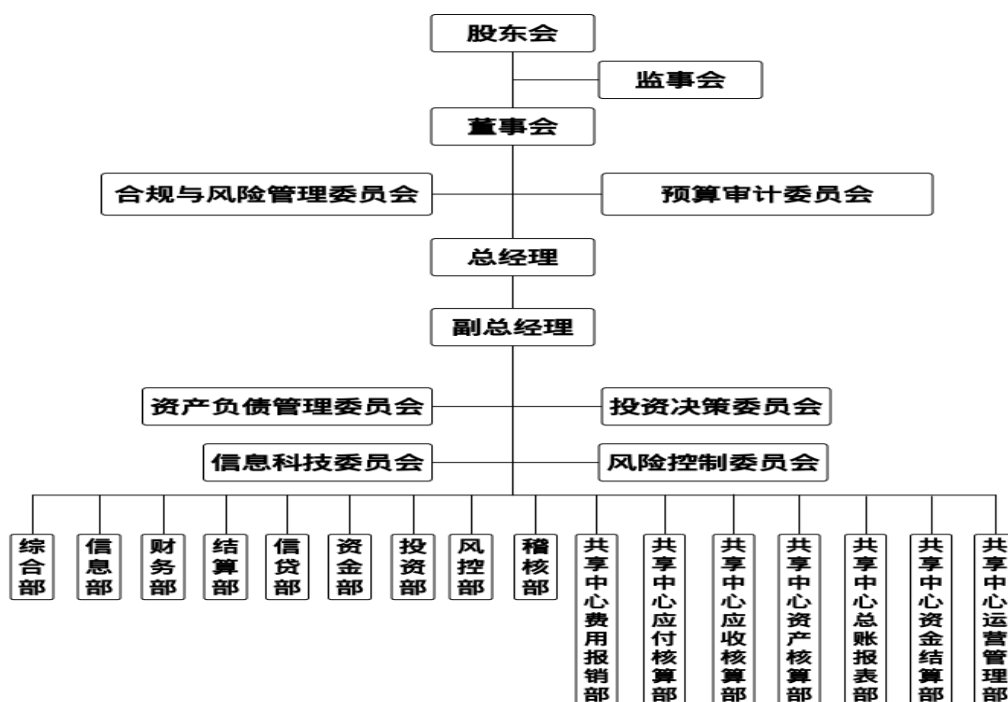 股东会
监事会
董事会
合规与风险管理委员会
预算审计委员会
总经理
副总经理
资产负债管理委员会
投资决策委员会
信息科技委员会
风险控制委员会
综合部
信息部
财务部
结算部
信贷部
资金部
投资部
风控部
稽核部
共享中心费用报销部
共享中心应付核算部
共享中心应收核算部
共享中心资产核算部
共享中心总账报表部
共享中心资金结算部
共享中心运营管理部